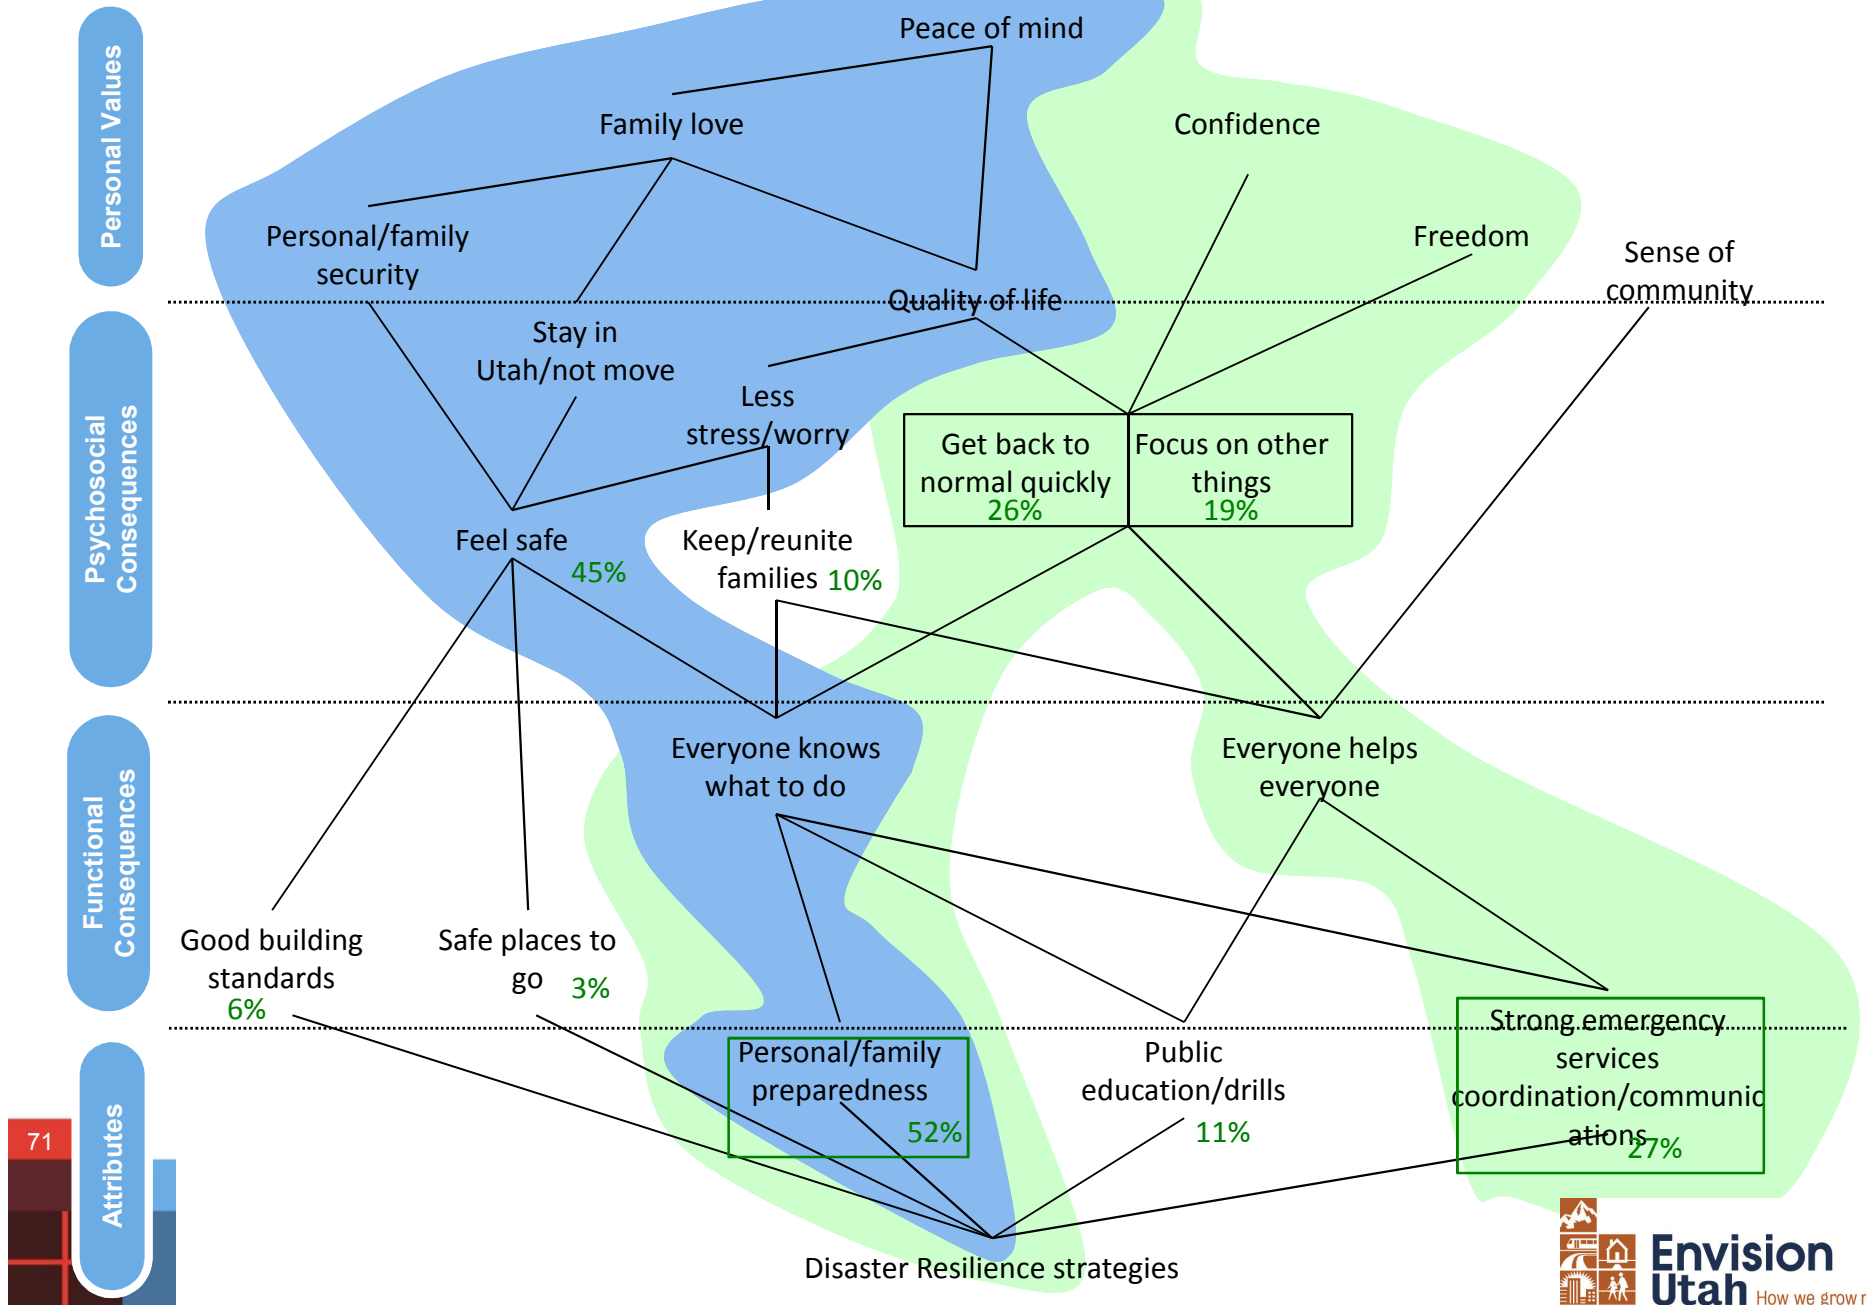 Personal Values
Peace of mind
Family love
Confidence
Personal/family
security
Freedom
Sense of
community
Quality of life
Psychosocial
Consequences
Stay in
Utah/not move
Less
stress/worry
Get back to
normal quickly
26%
Focus on other
things
19%
Feel safe
45%
Keep/reunite
families 10%
Functional
Consequences
Everyone knows
what to do
Everyone helps
everyone
Good building
standards
6%
Safe places to
go 3%
Attributes
Personal/family
preparedness
52%
Public
education/drills
11%
Strong emergency
services
coordination/communic
ations
27%
71
Disaster Resilience strategies
Envision
Utah How we grow